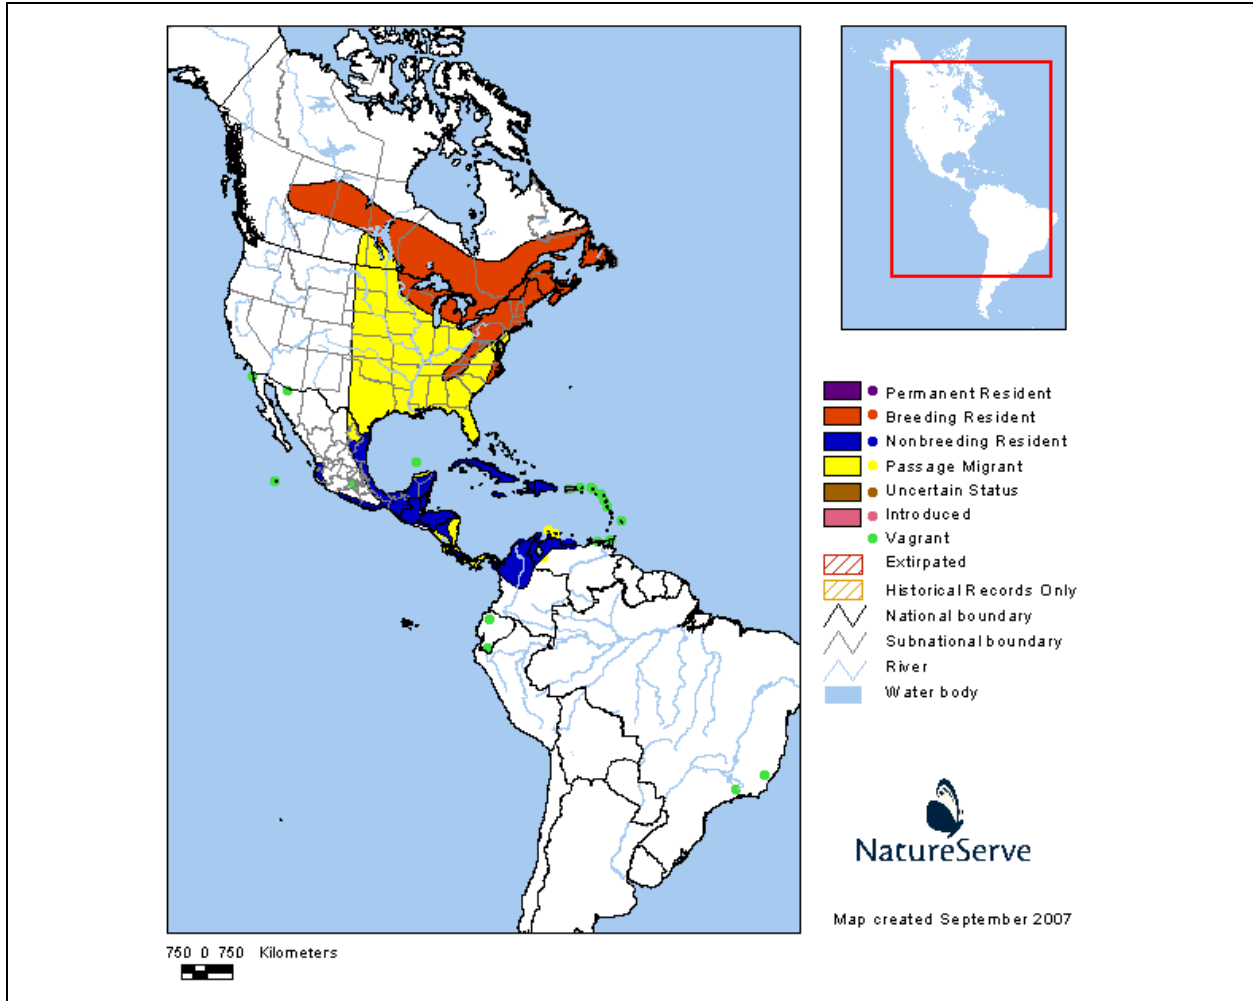 Permanent Resident
Breeding Resident
Nonbreeding Resident
Passage Migrant
Uncertain Status
Introduced
Vagrant
Extirpated
Historical Records Only
National boundary
Subnational boundary
River
Water body
NatureServe
Map created September 2007
750 0 750 Kilometers